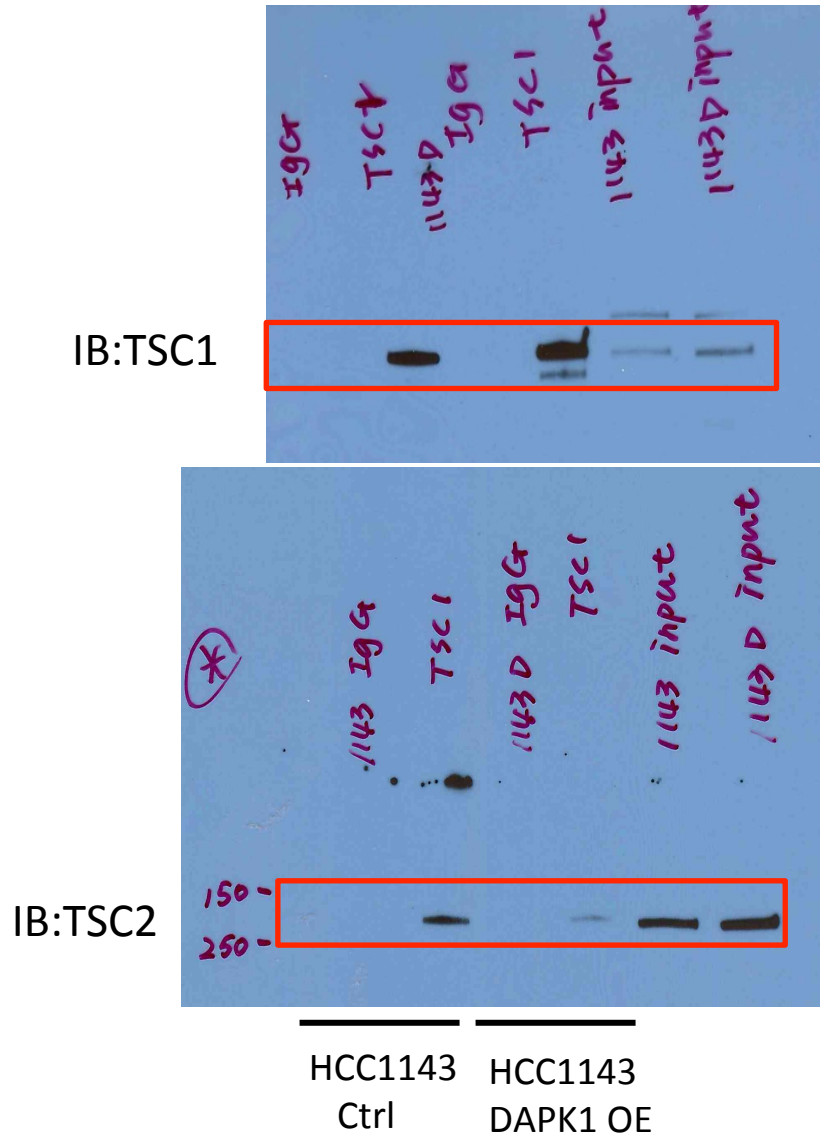 IgG
TSC1
1143 D
IgG
TSC1
1143 input
1143 D input
IB:TSC1
1143 IgG
TSC1
1143 D IgG
TSC1
1143 input
1143 D input
150 -
IB:TSC2
250 -
HCC1143
Ctrl
HCC1143
DAPK1 OE